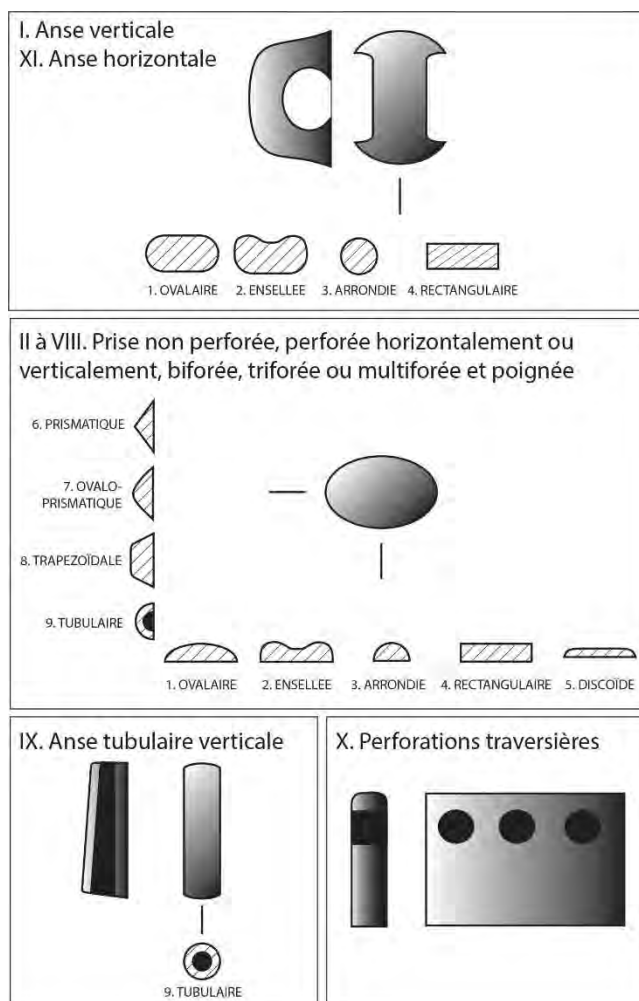 I. Anse verticale
XI. Anse horizontale
1. OVALAIRE 2. ENSELLEE 3. ARRONDIE 4. RECTANGULAIRE
II à VIII. Prise non perforée, perforée horizontalement ou
verticalement, biforée, triforée ou multiforée et poignée
6. PRISMATIQUE
7. OVALO-
PRISMATIQUE
8. TRAPEZOÏDALE
9. TUBULAIRE
1. OVALAIRE 2. ENSELLEE 3. ARRONDIE 4. RECTANGULAIRE 5. DISCOÏDE
IX. Anse tubulaire verticale
9. TUBULAIRE
X. Perforations traversières